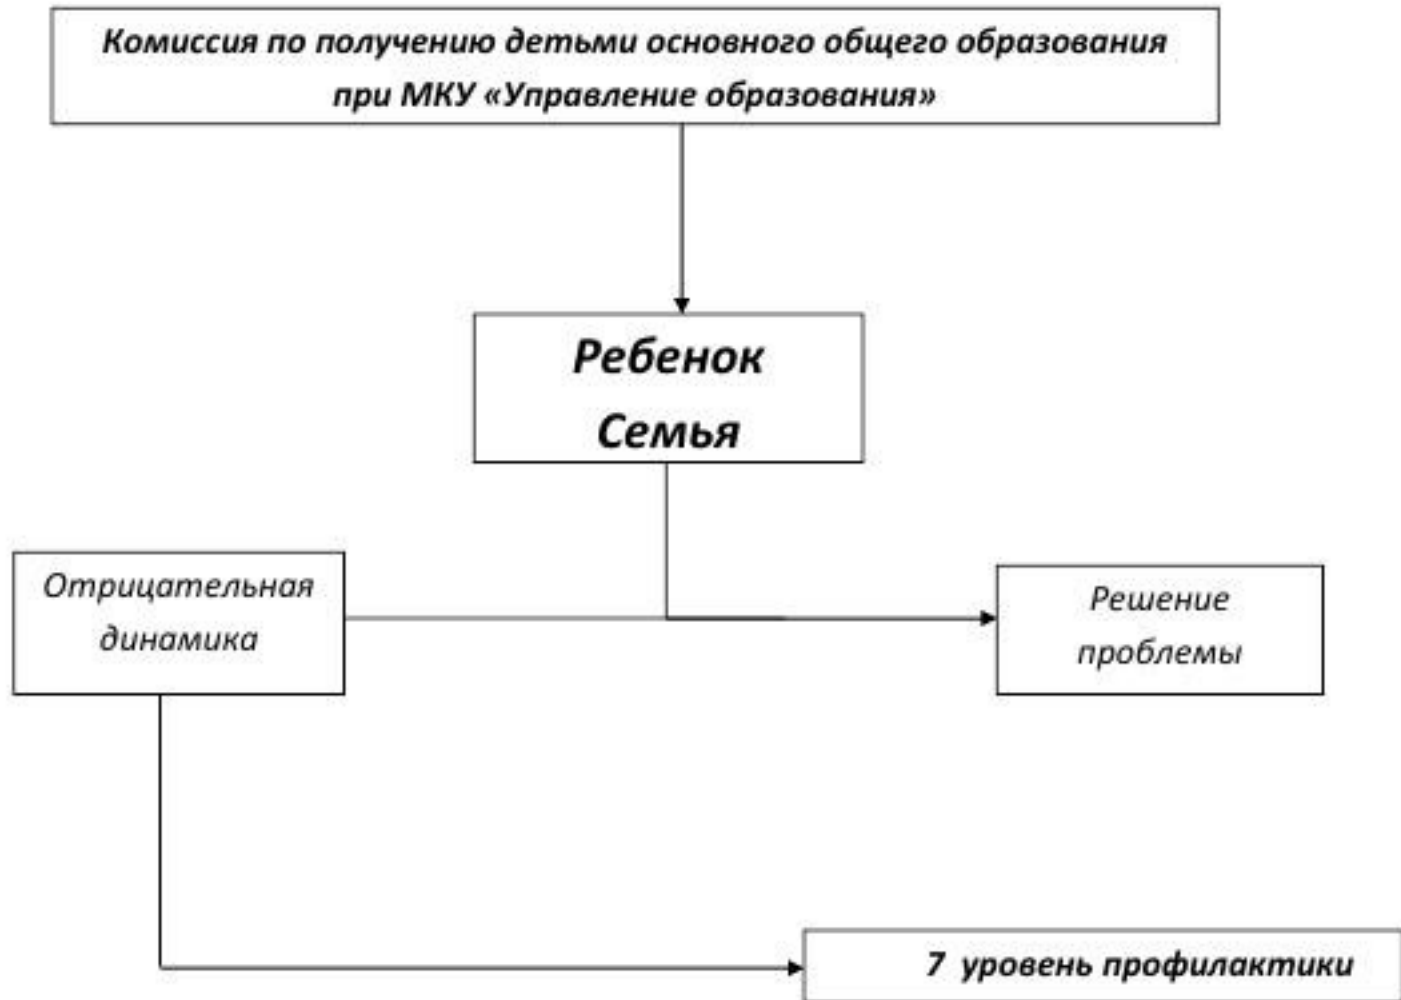 Комиссия по получению детьми основного общего образования
при МКУ «Управление образования»
Ребенок
Семья
Отрицательная
динамика
Решение
проблемы
7 уровень профилактики